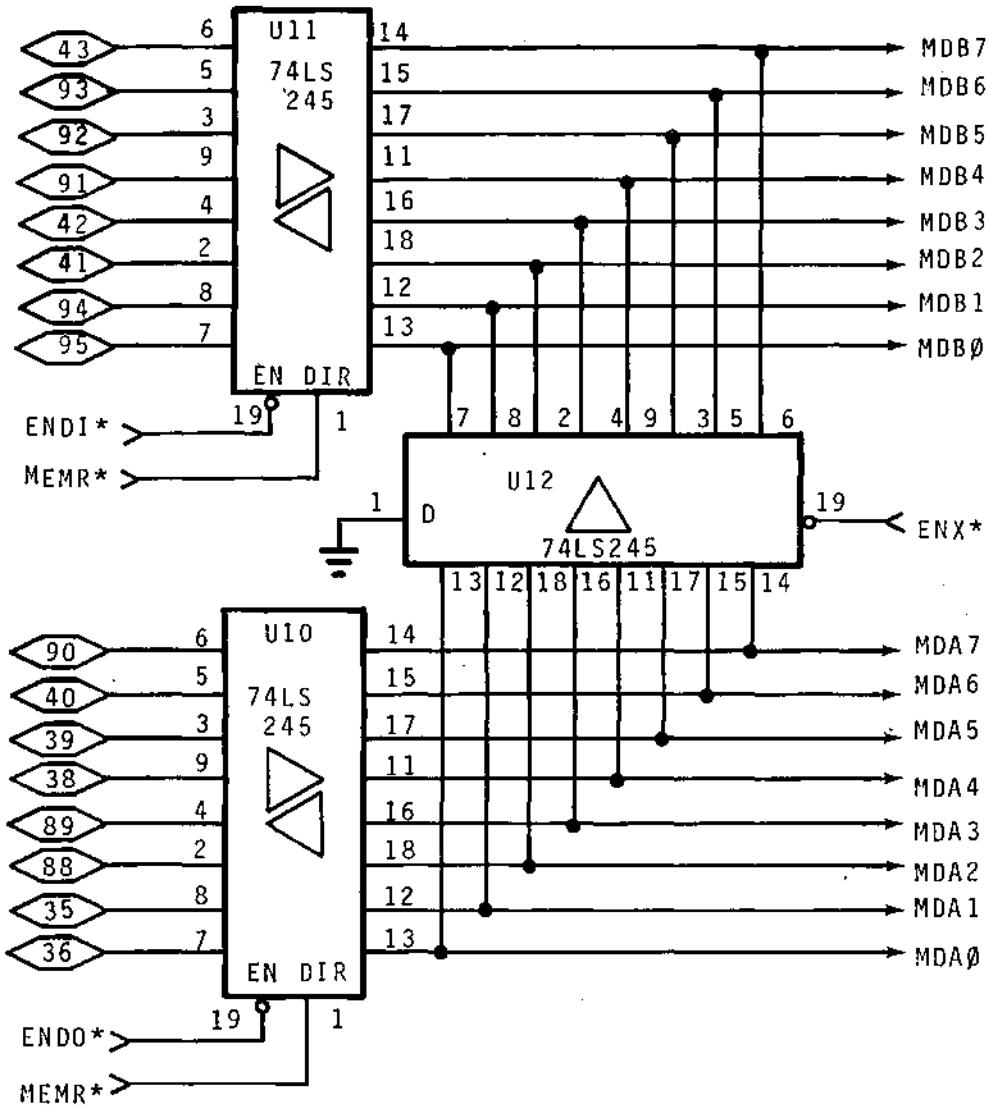 U11
74LS
245
43 6 14 MDB7
93 5 15 MDB6
92 3 17 MDB5
91 9 11 MDB4
42 4 16 MDB3
41 2 18 MDB2
94 8 12 MDB1
95 7 13 MDBØ
EN DIR
ENDI* 19 1
MEMR*
7 8 2 4 9 3 5 6
U12
1 D 19 ENX*
74LS245
13 12 18 16 11 17 15 14
U10
74LS
245
90 6 14 MDA7
40 5 15 MDA6
39 3 17 MDA5
38 9 11 MDA4
89 4 16 MDA3
88 2 18 MDA2
35 8 12 MDA1
36 7 13 MDAØ
EN DIR
ENDO* 19 1
MEMR*